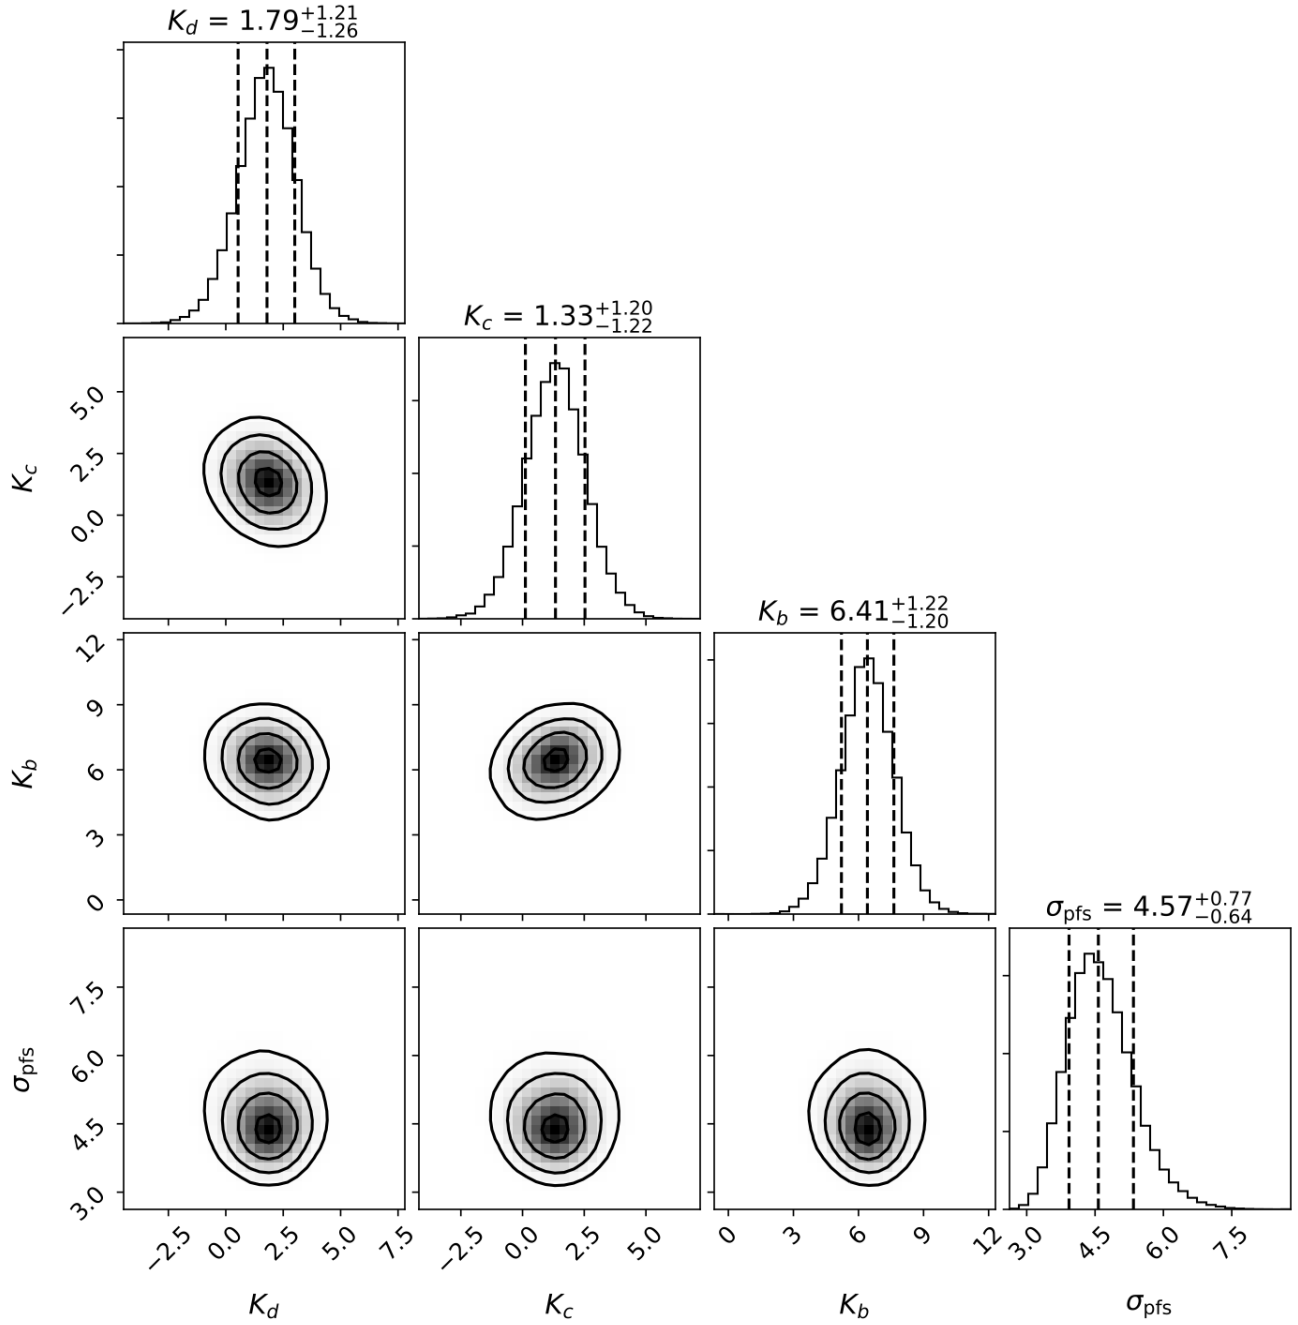 K_d = 1.79^{+1.21}_{-1.26}
K_c = 1.33^{+1.20}_{-1.22}
5.0
2.5
0.0
−2.5
K_c
K_b = 6.41^{+1.22}_{-1.20}
12
9
6
3
0
K_b
σ_pfs = 4.57^{+0.77}_{-0.64}
7.5
6.0
4.5
3.0
σ_pfs
−2.5 0.0 2.5 7.5
−2.5 0.0 2.5 5.0
0 3 6 9 12
3.0 4.5 6.0 7.5
5.0
K_d
K_c
K_b
σ_pfs